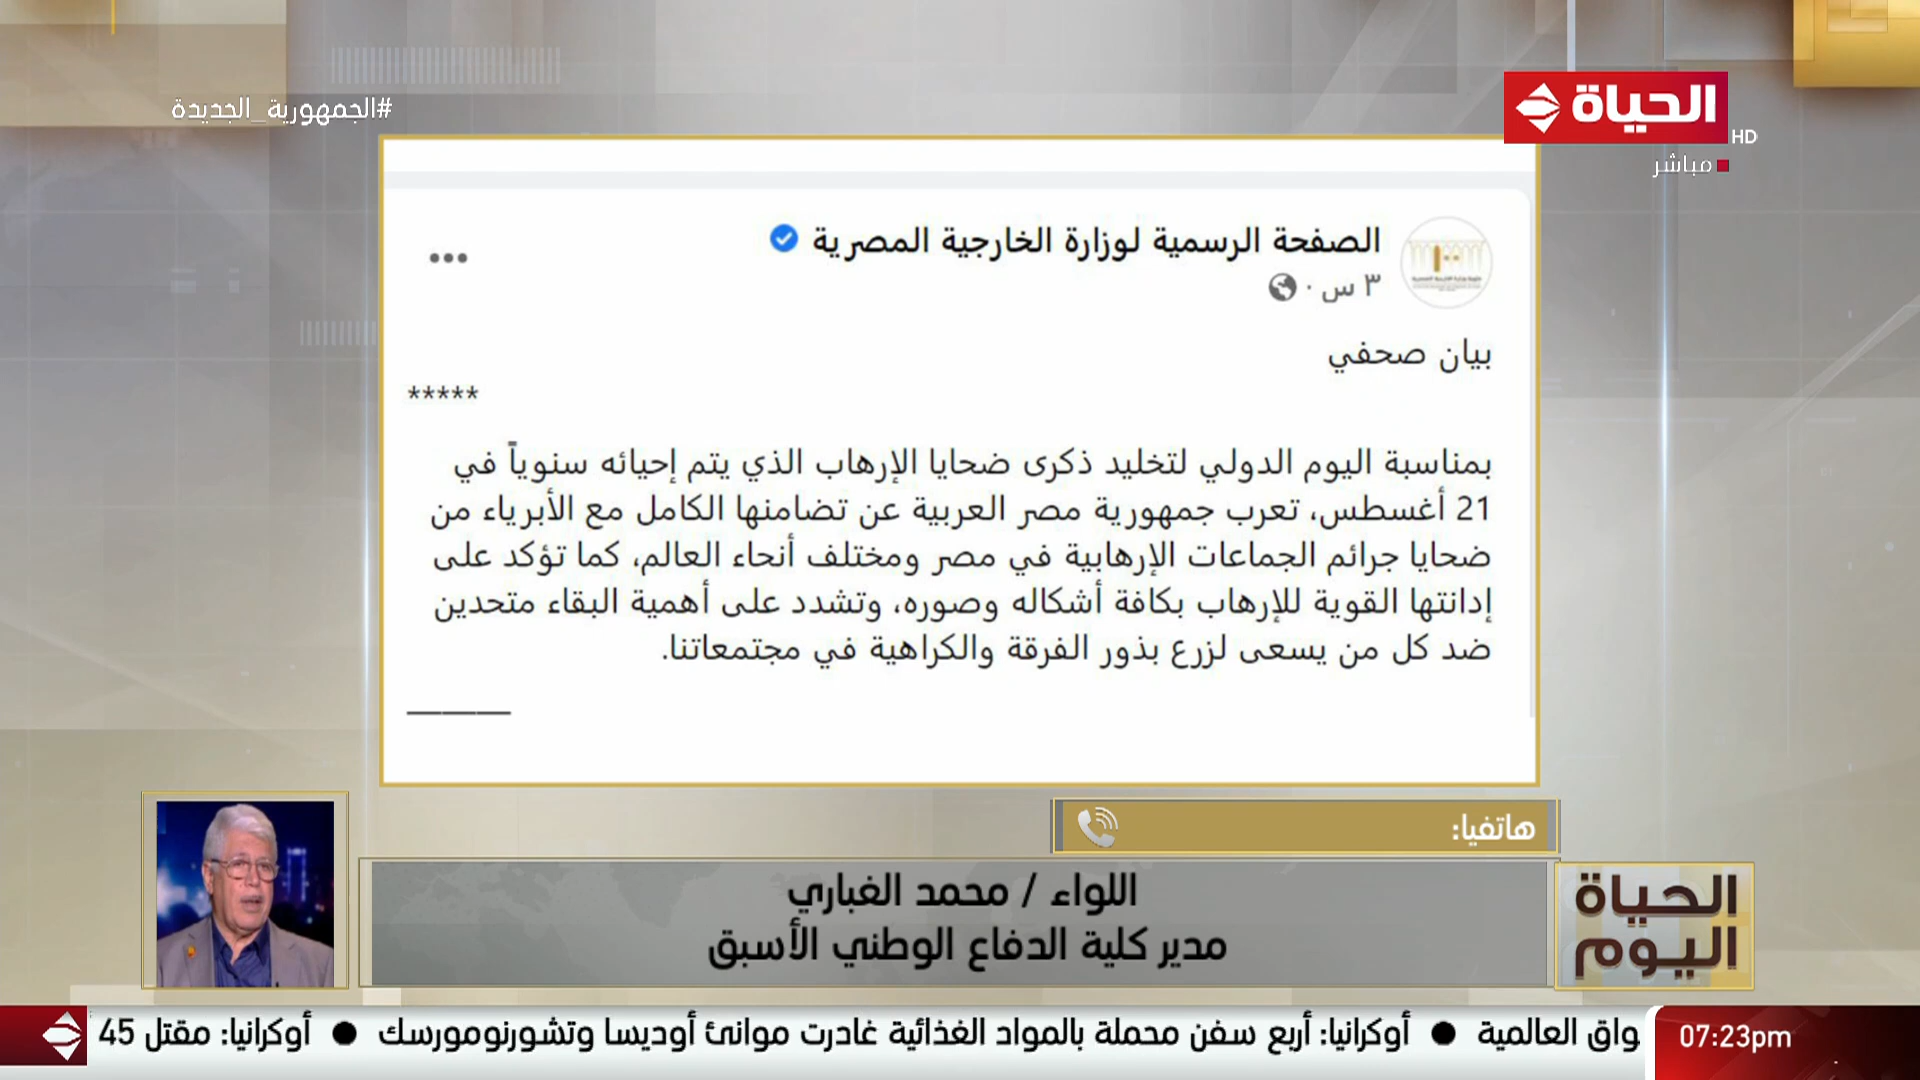 #الجمهورية_الجديدة
الحياة
HD
مباشر
الصفحة الرسمية لوزارة الخارجية المصرية
٣ س ·
بيان صحفي
*****
بمناسبة اليوم الدولي لتخليد ذكرى ضحايا الإرهاب الذي يتم إحيائه سنوياً في
21 أغسطس، تعرب جمهورية مصر العربية عن تضامنها الكامل مع الأبرياء من
ضحايا جرائم الجماعات الإرهابية في مصر ومختلف أنحاء العالم، كما تؤكد على
إدانتها القوية للإرهاب بكافة أشكاله وصوره، وتشدد على أهمية البقاء متحدين
ضد كل من يسعى لزرع بذور الفرقة والكراهية في مجتمعاتنا.
هاتفيا:
اللواء / محمد الغباري
مدير كلية الدفاع الوطني الأسبق
الحياة
اليوم
واق العالمية ● أوكرانيا: أربع سفن محملة بالمواد الغذائية غادرت موانئ أوديسا وتشورنومورسك ● أوكرانيا: مقتل 45
07:23pm